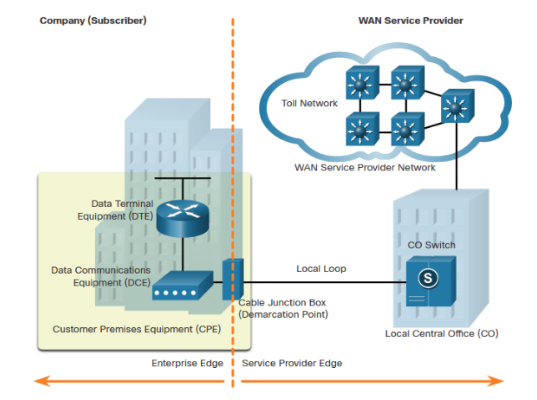 Company (Subscriber)
WAN Service Provider
Toll Network
WAN Service Provider Network
Data Terminal
Equipment (DTE)
CO Switch
Data Communications
Equipment (DCE)
Local Loop
S
Cable Junction Box
(Demarcation Point)
Customer Premises Equipment (CPE)
Local Central Office (CO)
Enterprise Edge
Service Provider Edge